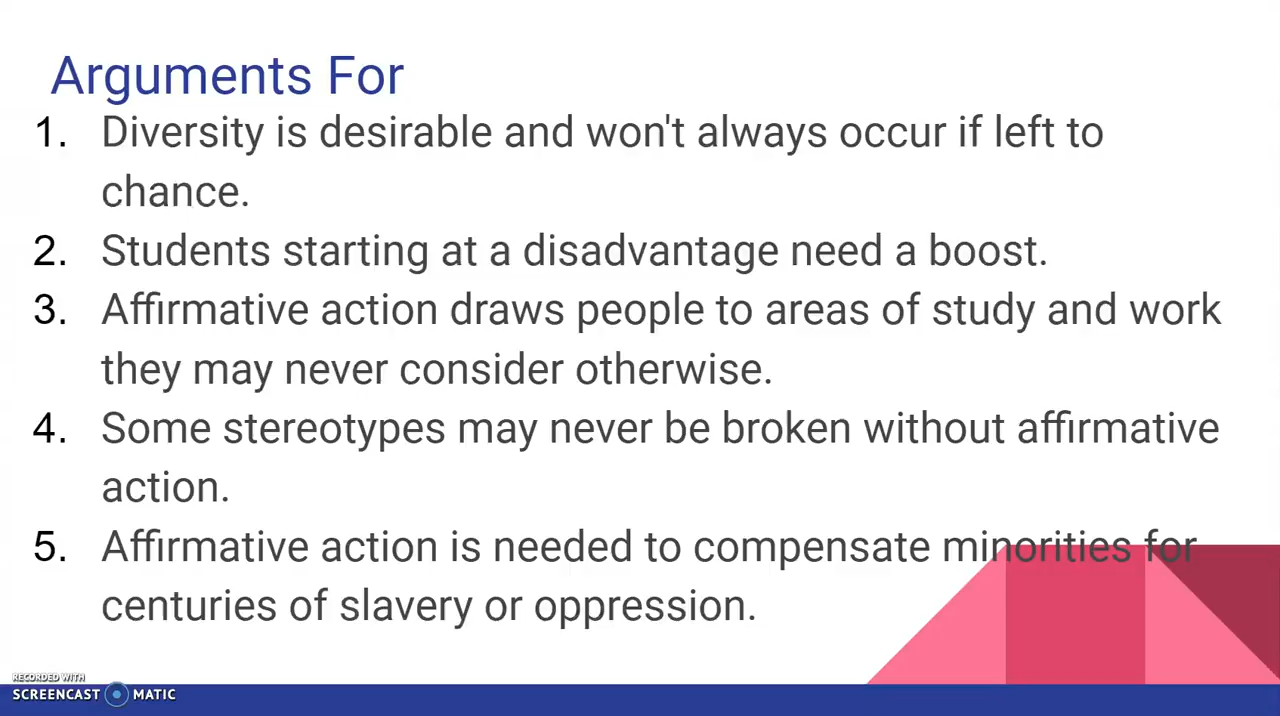 Arguments For
1. Diversity is desirable and won't always occur if left to
chance.
2. Students starting at a disadvantage need a boost.
3. Affirmative action draws people to areas of study and work
they may never consider otherwise.
4. Some stereotypes may never be broken without affirmative
action.
5. Affirmative action is needed to compensate minorities for
centuries of slavery or oppression.
RECORDED WITH
SCREENCAST MATIC